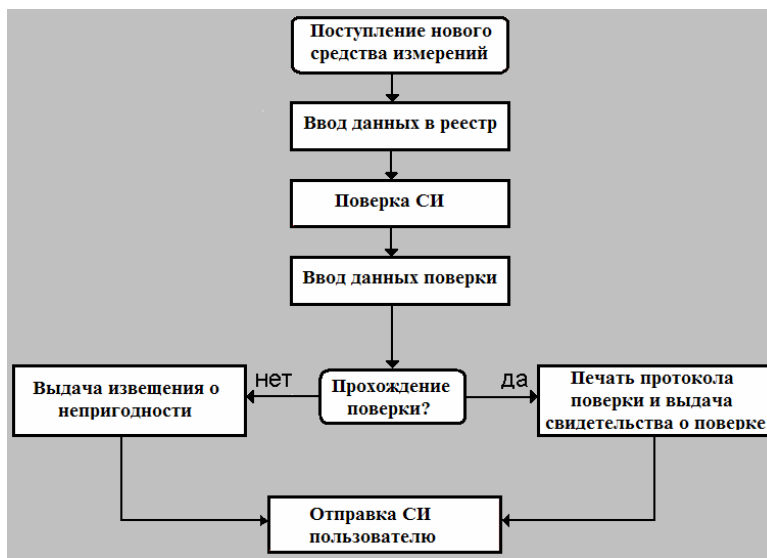 Поступление нового
средства измерений
Ввод данных в реестр
Поверка СИ
Ввод данных поверки
нет
да
Выдача извещения о
непригодности
Прохождение
поверки?
Печать протокола
поверки и выдача
свидетельства о поверке
Отправка СИ
пользователю